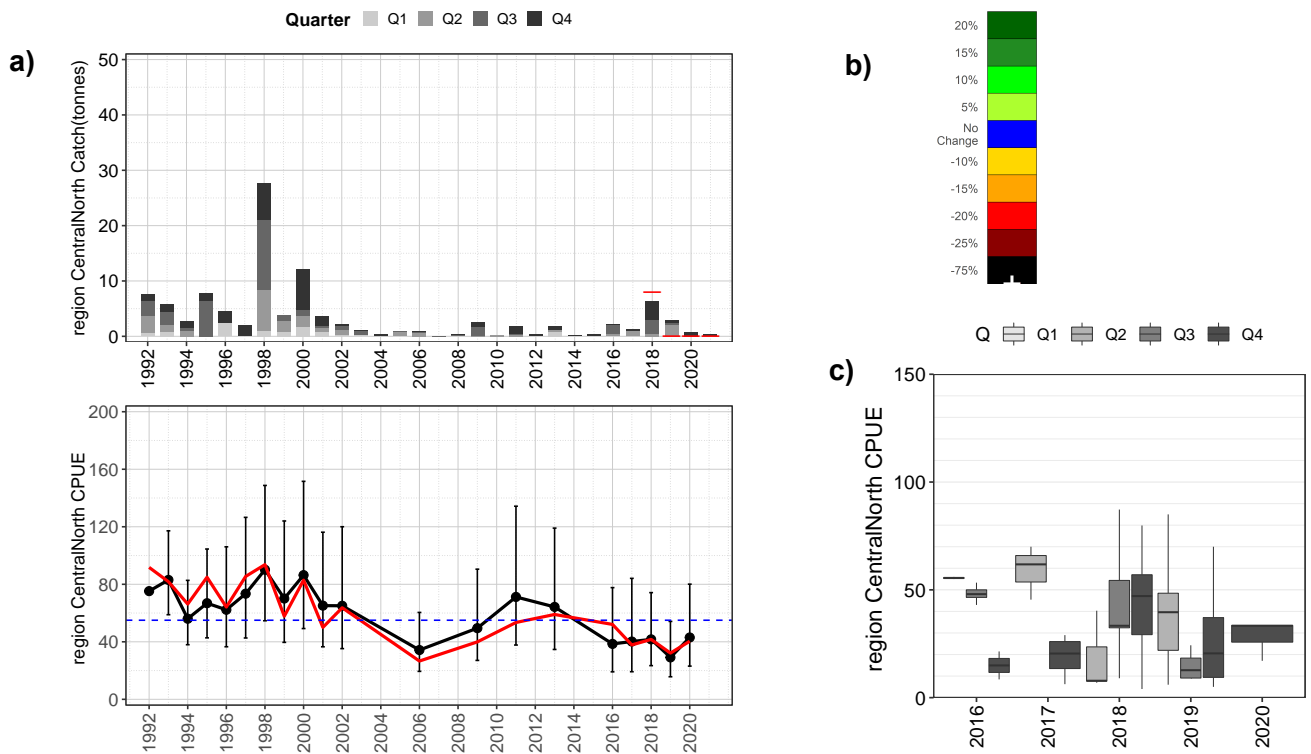 Quarter Q1 Q2 Q3 Q4
a)
region CentralNorth Catch(tonnes)
50
40
30
20
10
0
1992 1994 1996 1998 2000 2002 2004 2006 2008 2010 2012 2014 2016 2018 2020
region CentralNorth CPUE
200
160
120
80
40
0
1992 1994 1996 1998 2000 2002 2004 2006 2008 2010 2012 2014 2016 2018 2020
b)
20%
15%
10%
5%
No
Change
-10%
-15%
-20%
-25%
-75%
Q Q1 Q2 Q3 Q4
c)
region CentralNorth CPUE
150
100
50
0
2016 2017 2018 2019 2020